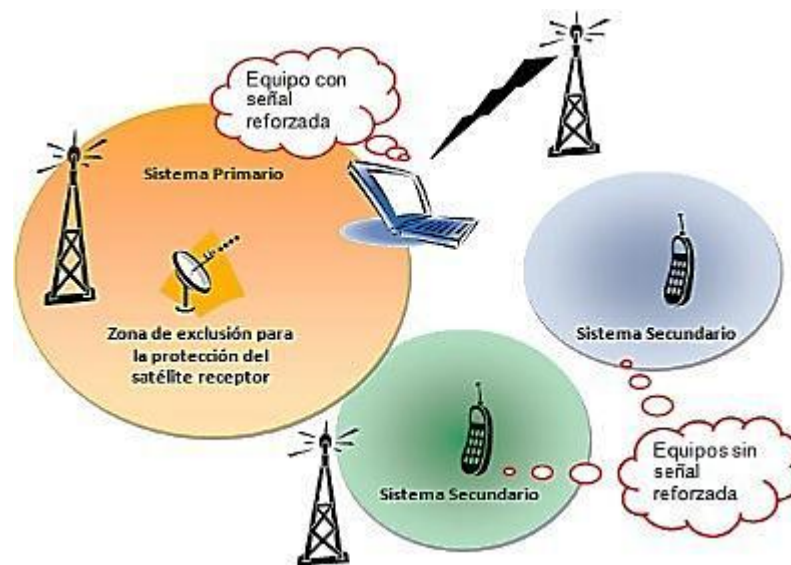 Equipo con
señal
reforzada
Sistema Primario
Zona de exclusión para
la protección del
satélite receptor
Sistema Secundario
Sistema Secundario
Equipos sin
señal
reforzada